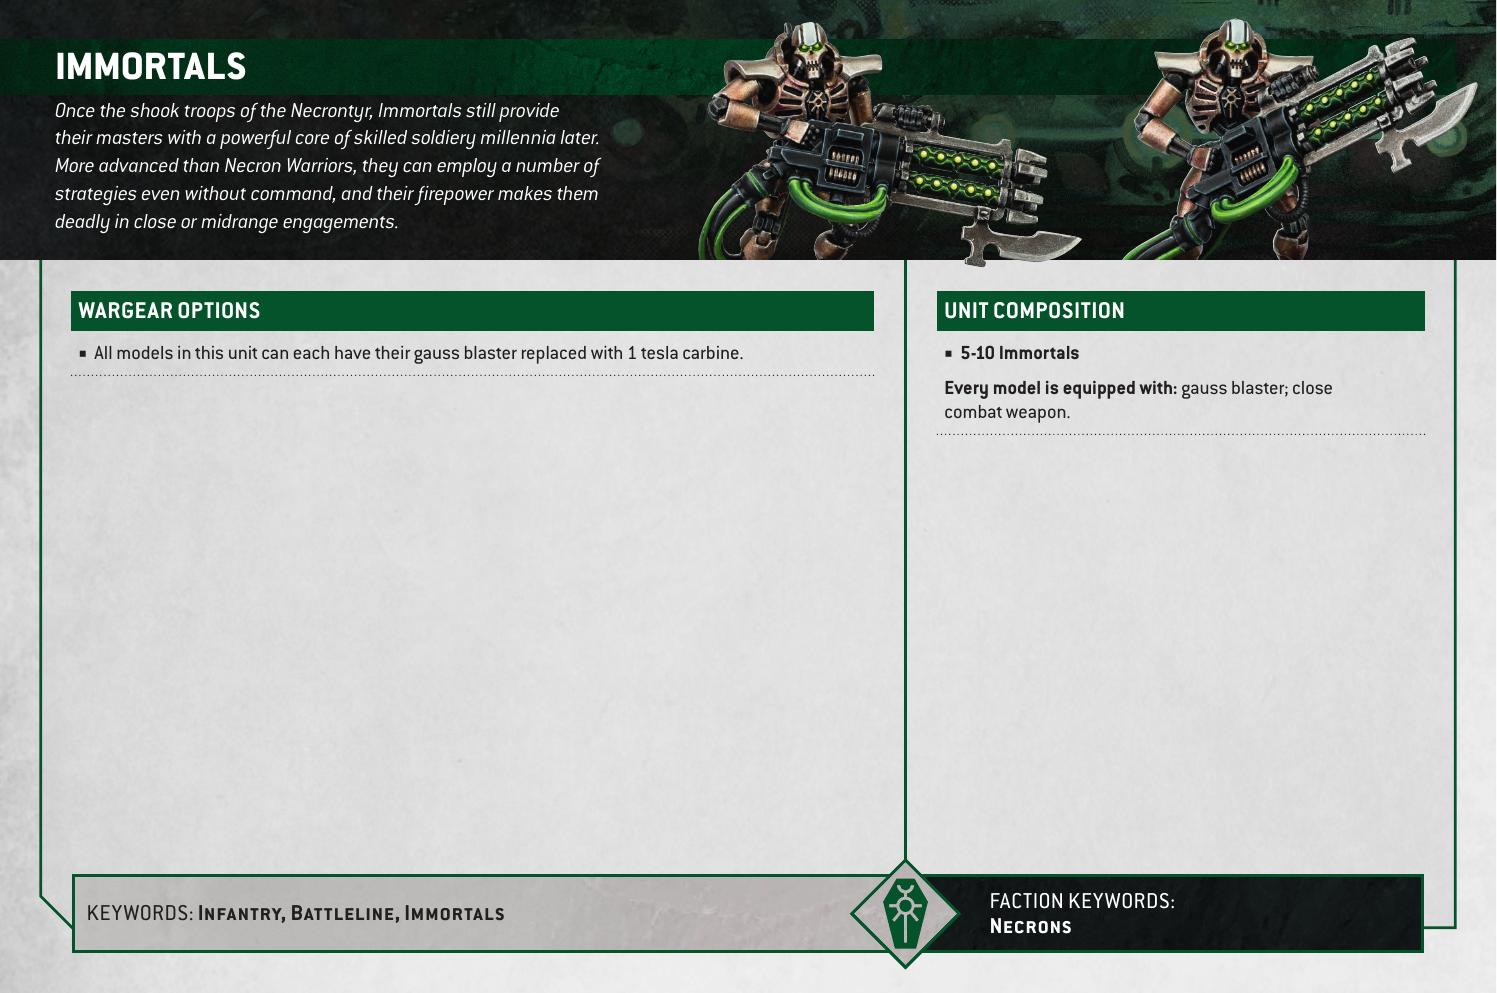 IMMORTALS
Once the shook troops of the Necrontyr, Immortals still provide
their masters with a powerful core of skilled soldiery millennia later.
More advanced than Necron Warriors, they can employ a number of
strategies even without command, and their firepower makes them
deadly in close or midrange engagements.
WARGEAR OPTIONS
▪ All models in this unit can each have their gauss blaster replaced with 1 tesla carbine.
UNIT COMPOSITION
▪ 5-10 Immortals
Every model is equipped with: gauss blaster; close
combat weapon.
KEYWORDS: Infantry, Battleline, Immortals
FACTION KEYWORDS:
Necrons